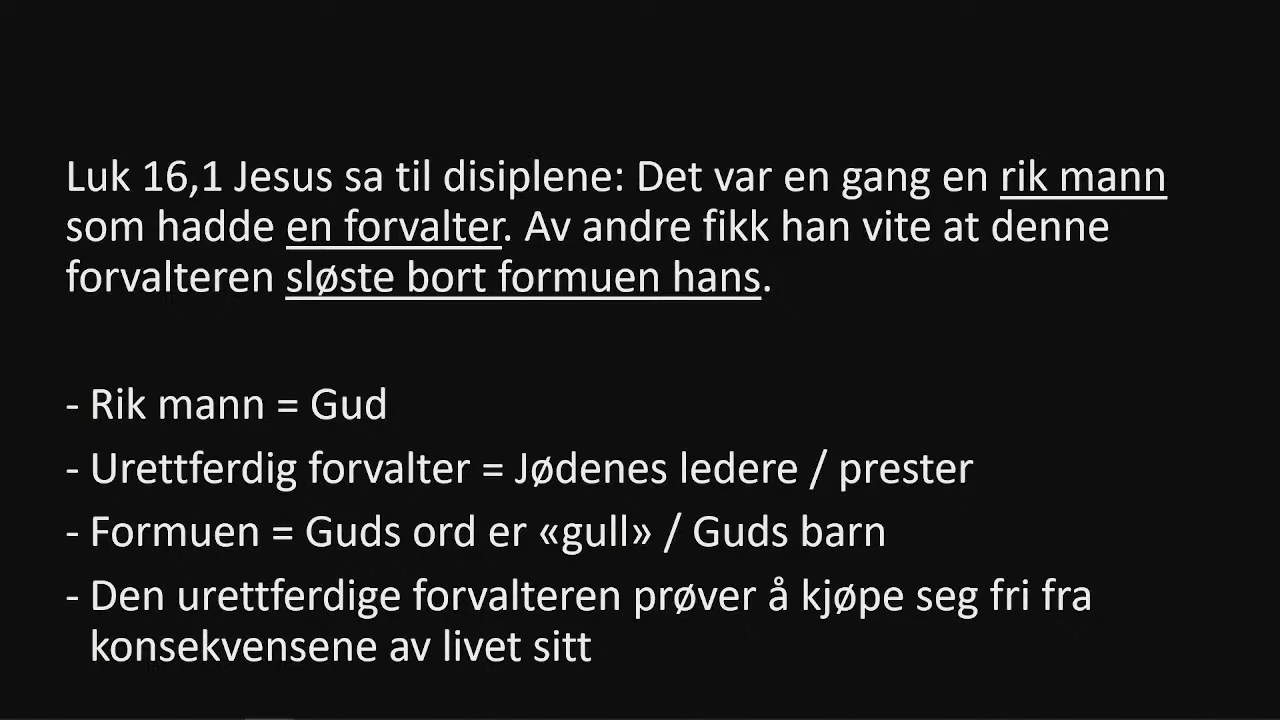 Luk 16,1 Jesus sa til disiplene: Det var en gang en rik mann
som hadde en forvalter. Av andre fikk han vite at denne
forvalteren sløste bort formuen hans.
- Rik mann = Gud
- Urettferdig forvalter = Jødenes ledere / prester
- Formuen = Guds ord er «gull» / Guds barn
- Den urettferdige forvalteren prøver å kjøpe seg fri fra
konsekvensene av livet sitt